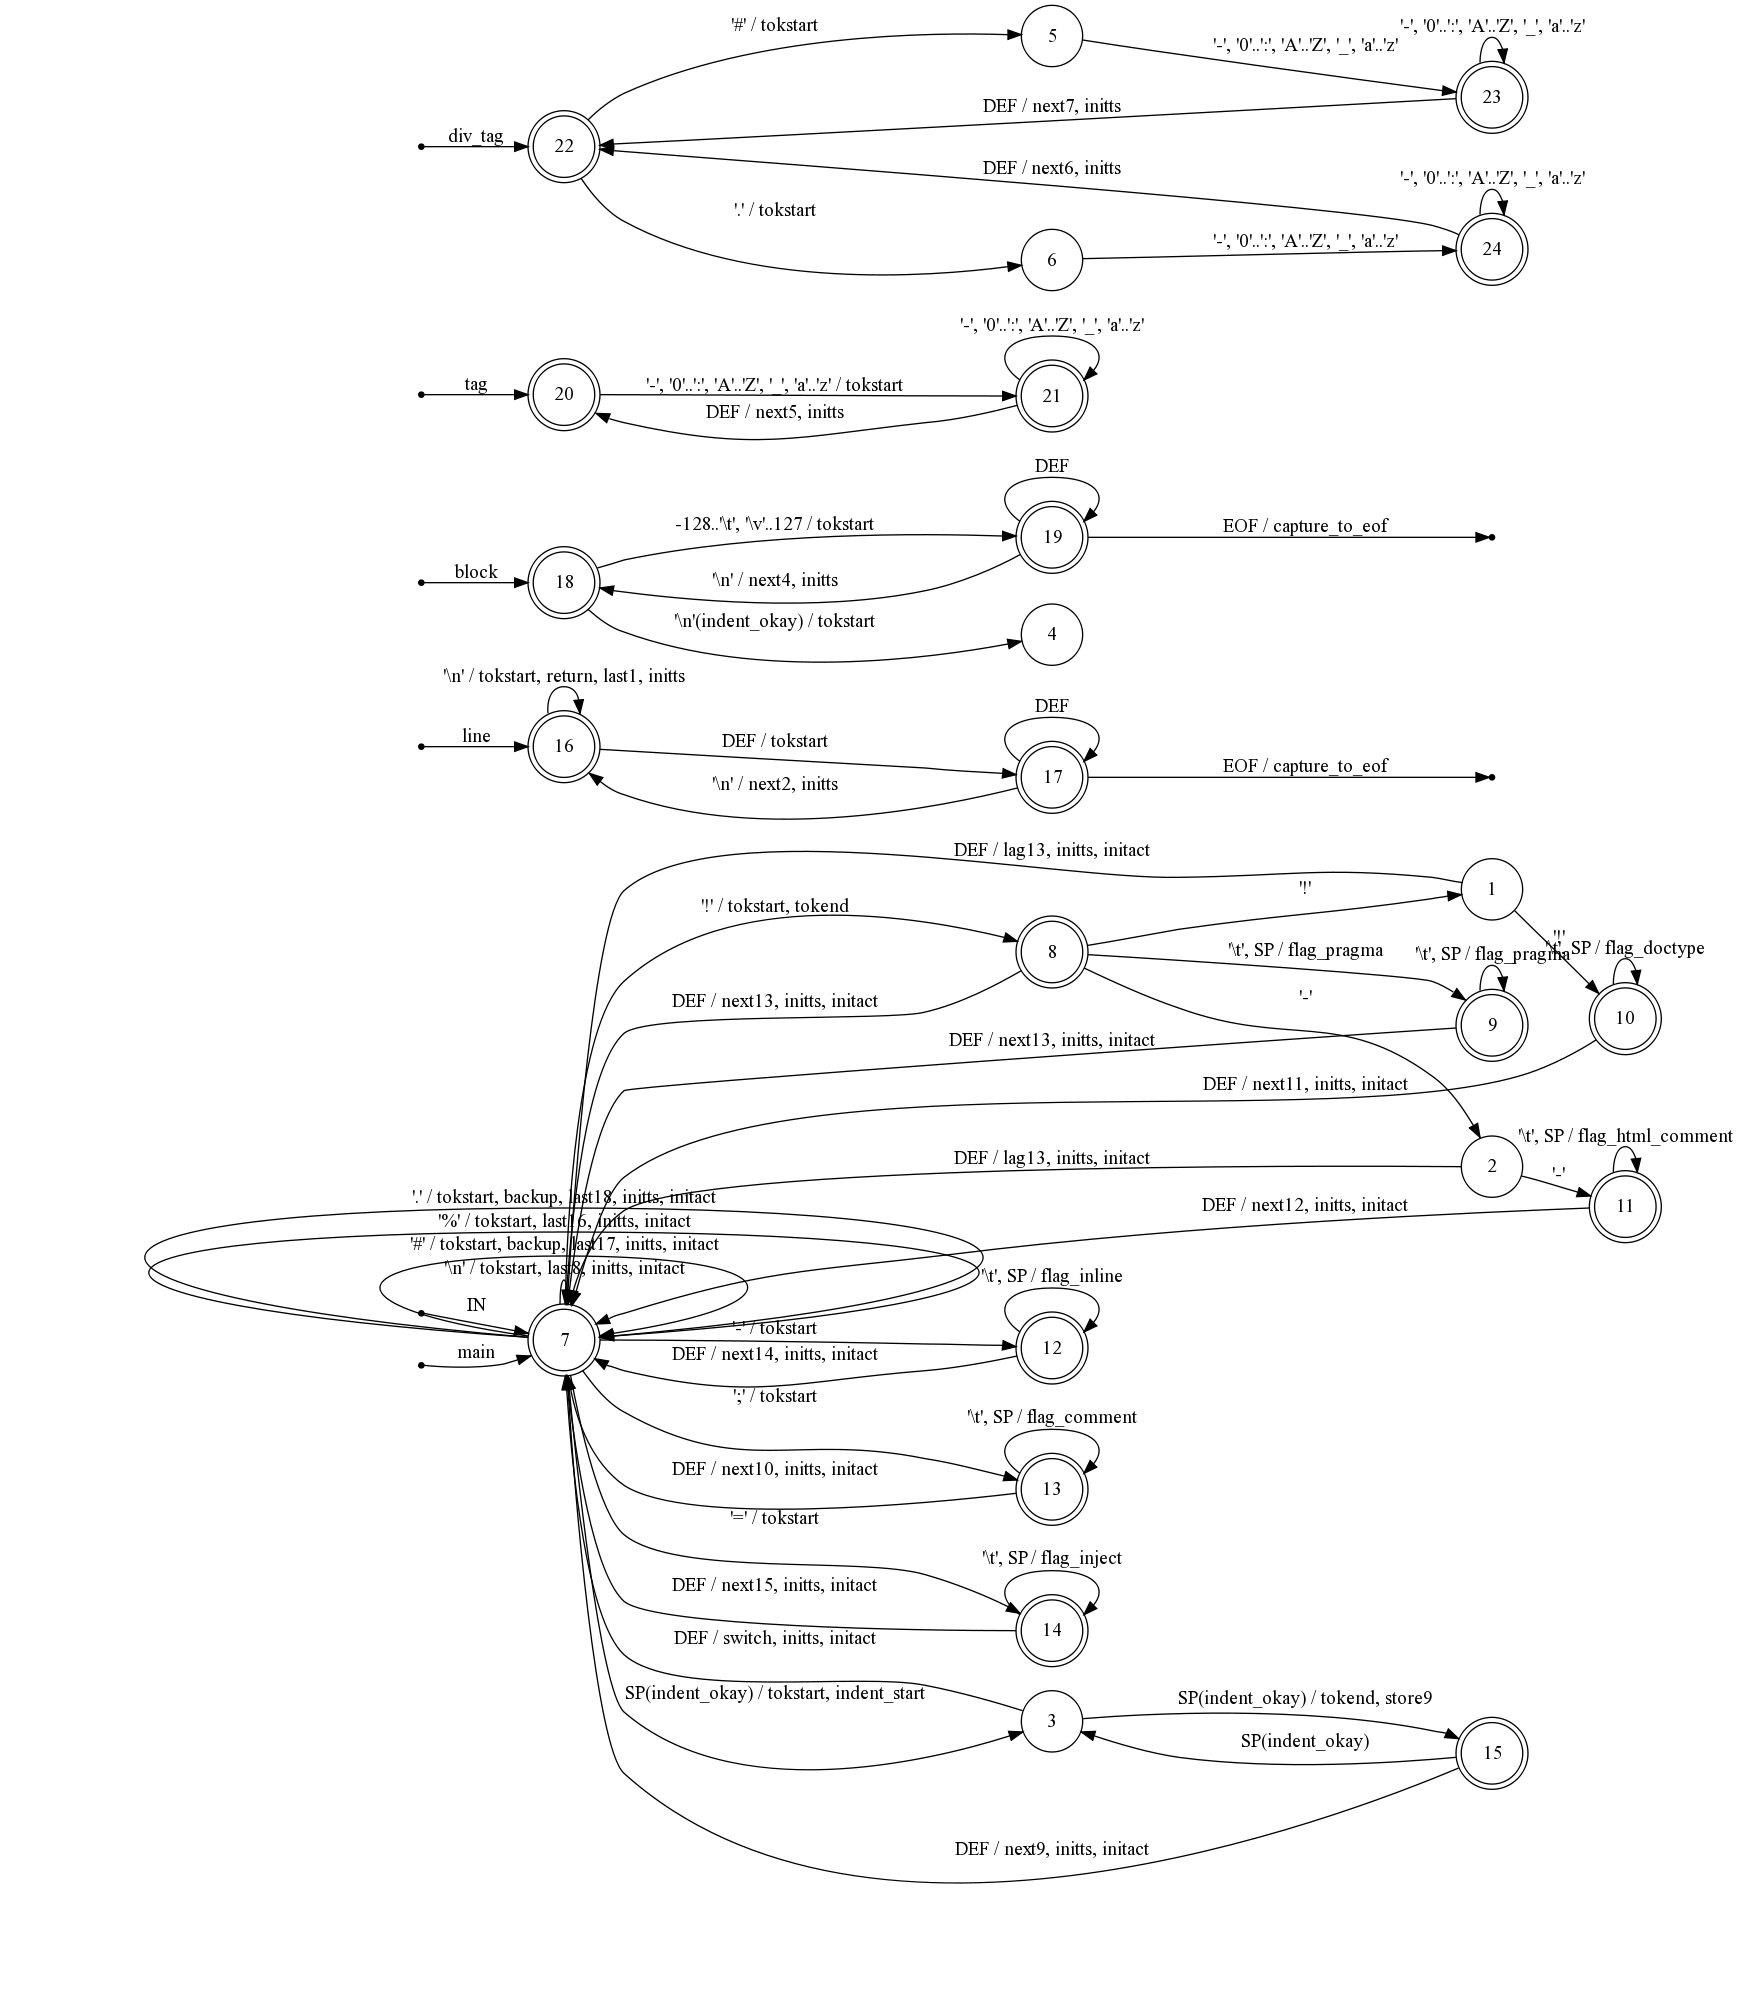 '#' / tokstart
5
'-', '0'..':', 'A'..'Z', '_', 'a'..'z'
'-', '0'..':', 'A'..'Z', '_', 'a'..'z'
23
DEF / next7, initts
div_tag
22
DEF / next6, initts
'-', '0'..':', 'A'..'Z', '_', 'a'..'z'
'.' / tokstart
6
'-', '0'..':', 'A'..'Z', '_', 'a'..'z'
24
'-', '0'..':', 'A'..'Z', '_', 'a'..'z'
tag
20
'-', '0'..':', 'A'..'Z', '_', 'a'..'z' / tokstart
21
DEF / next5, initts
DEF
-128..'\t', '\v'..127 / tokstart
19
EOF / capture_to_eof
block
18
'\n' / next4, initts
'\n'(indent_okay) / tokstart
4
'\n' / tokstart, return, last1, initts
DEF
line
16
DEF / tokstart
17
EOF / capture_to_eof
'\n' / next2, initts
DEF / lag13, initts, initact
'!'
1
'!' / tokstart, tokend
8
'\t', SP / flag_pragma
'\t', SP / flag_pragma
'!'
'\t', SP / flag_doctype
DEF / next13, initts, initact
'-'
9
10
DEF / next13, initts, initact
DEF / next11, initts, initact
'\t', SP / flag_html_comment
DEF / lag13, initts, initact
2
'-'
11
'.' / tokstart, backup, last18, initts, initact
DEF / next12, initts, initact
'%' / tokstart, last16, initts, initact
'#' / tokstart, backup, last17, initts, initact
'\n' / tokstart, last8, initts, initact
'\t', SP / flag_inline
IN
main
7
'-' / tokstart
12
DEF / next14, initts, initact
';' / tokstart
'\t', SP / flag_comment
DEF / next10, initts, initact
13
'=' / tokstart
'\t', SP / flag_inject
DEF / next15, initts, initact
14
DEF / switch, initts, initact
SP(indent_okay) / tokstart, indent_start
3
SP(indent_okay) / tokend, store9
SP(indent_okay)
15
DEF / next9, initts, initact